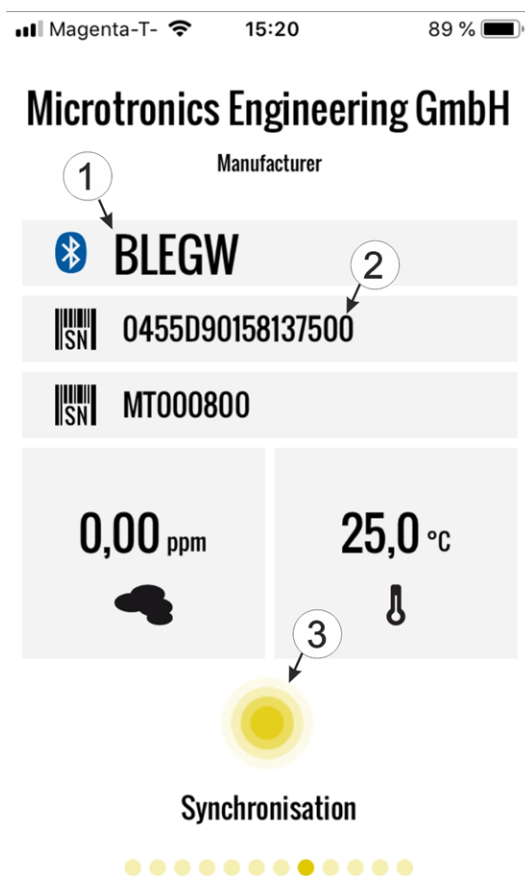 Magenta-T- 15:20 89 %
Microtronics Engineering GmbH
Manufacturer
1
BLEGW
2
SN 0455D90158137500
SN MT000800
0,00 ppm 25,0 °C
3
Synchronisation